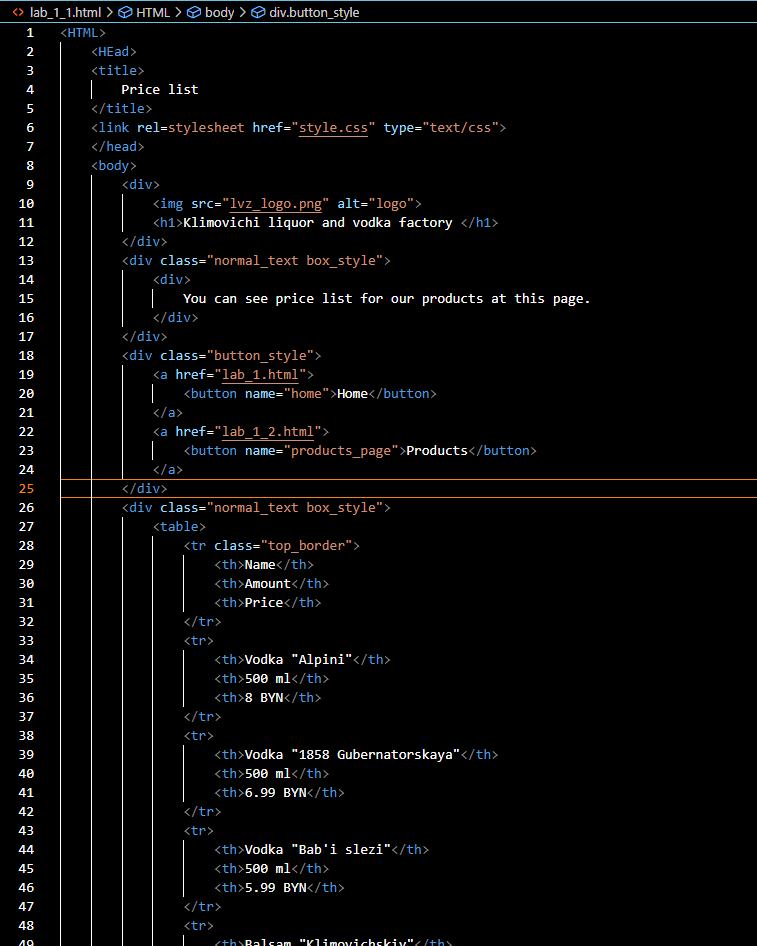 <> lab_1_1.html > HTML > body > div.button_style
1 <HTML>
2 <HEad>
3 <title>
4 Price list
5 </title>
6 <link rel=stylesheet href="style.css" type="text/css">
7 </head>
8 <body>
9 <div>
10 <img src="lvz_logo.png" alt="logo">
11 <h1>Klimovichi liquor and vodka factory </h1>
12 </div>
13 <div class="normal_text box_style">
14 <div>
15 You can see price list for our products at this page.
16 </div>
17 </div>
18 <div class="button_style">
19 <a href="lab_1.html">
20 <button name="home">Home</button>
21 </a>
22 <a href="lab_1_2.html">
23 <button name="products_page">Products</button>
24 </a>
25 </div>
26 <div class="normal_text box_style">
27 <table>
28 <tr class="top_border">
29 <th>Name</th>
30 <th>Amount</th>
31 <th>Price</th>
32 </tr>
33 <tr>
34 <th>Vodka "Alpini"</th>
35 <th>500 ml</th>
36 <th>8 BYN</th>
37 </tr>
38 <tr>
39 <th>Vodka "1858 Gubernatorskaya"</th>
40 <th>500 ml</th>
41 <th>6.99 BYN</th>
42 </tr>
43 <tr>
44 <th>Vodka "Bab'i slezi"</th>
45 <th>500 ml</th>
46 <th>5.99 BYN</th>
47 </tr>
48 <tr>
49 <th>Balsam "Klimovichskiy"</th>